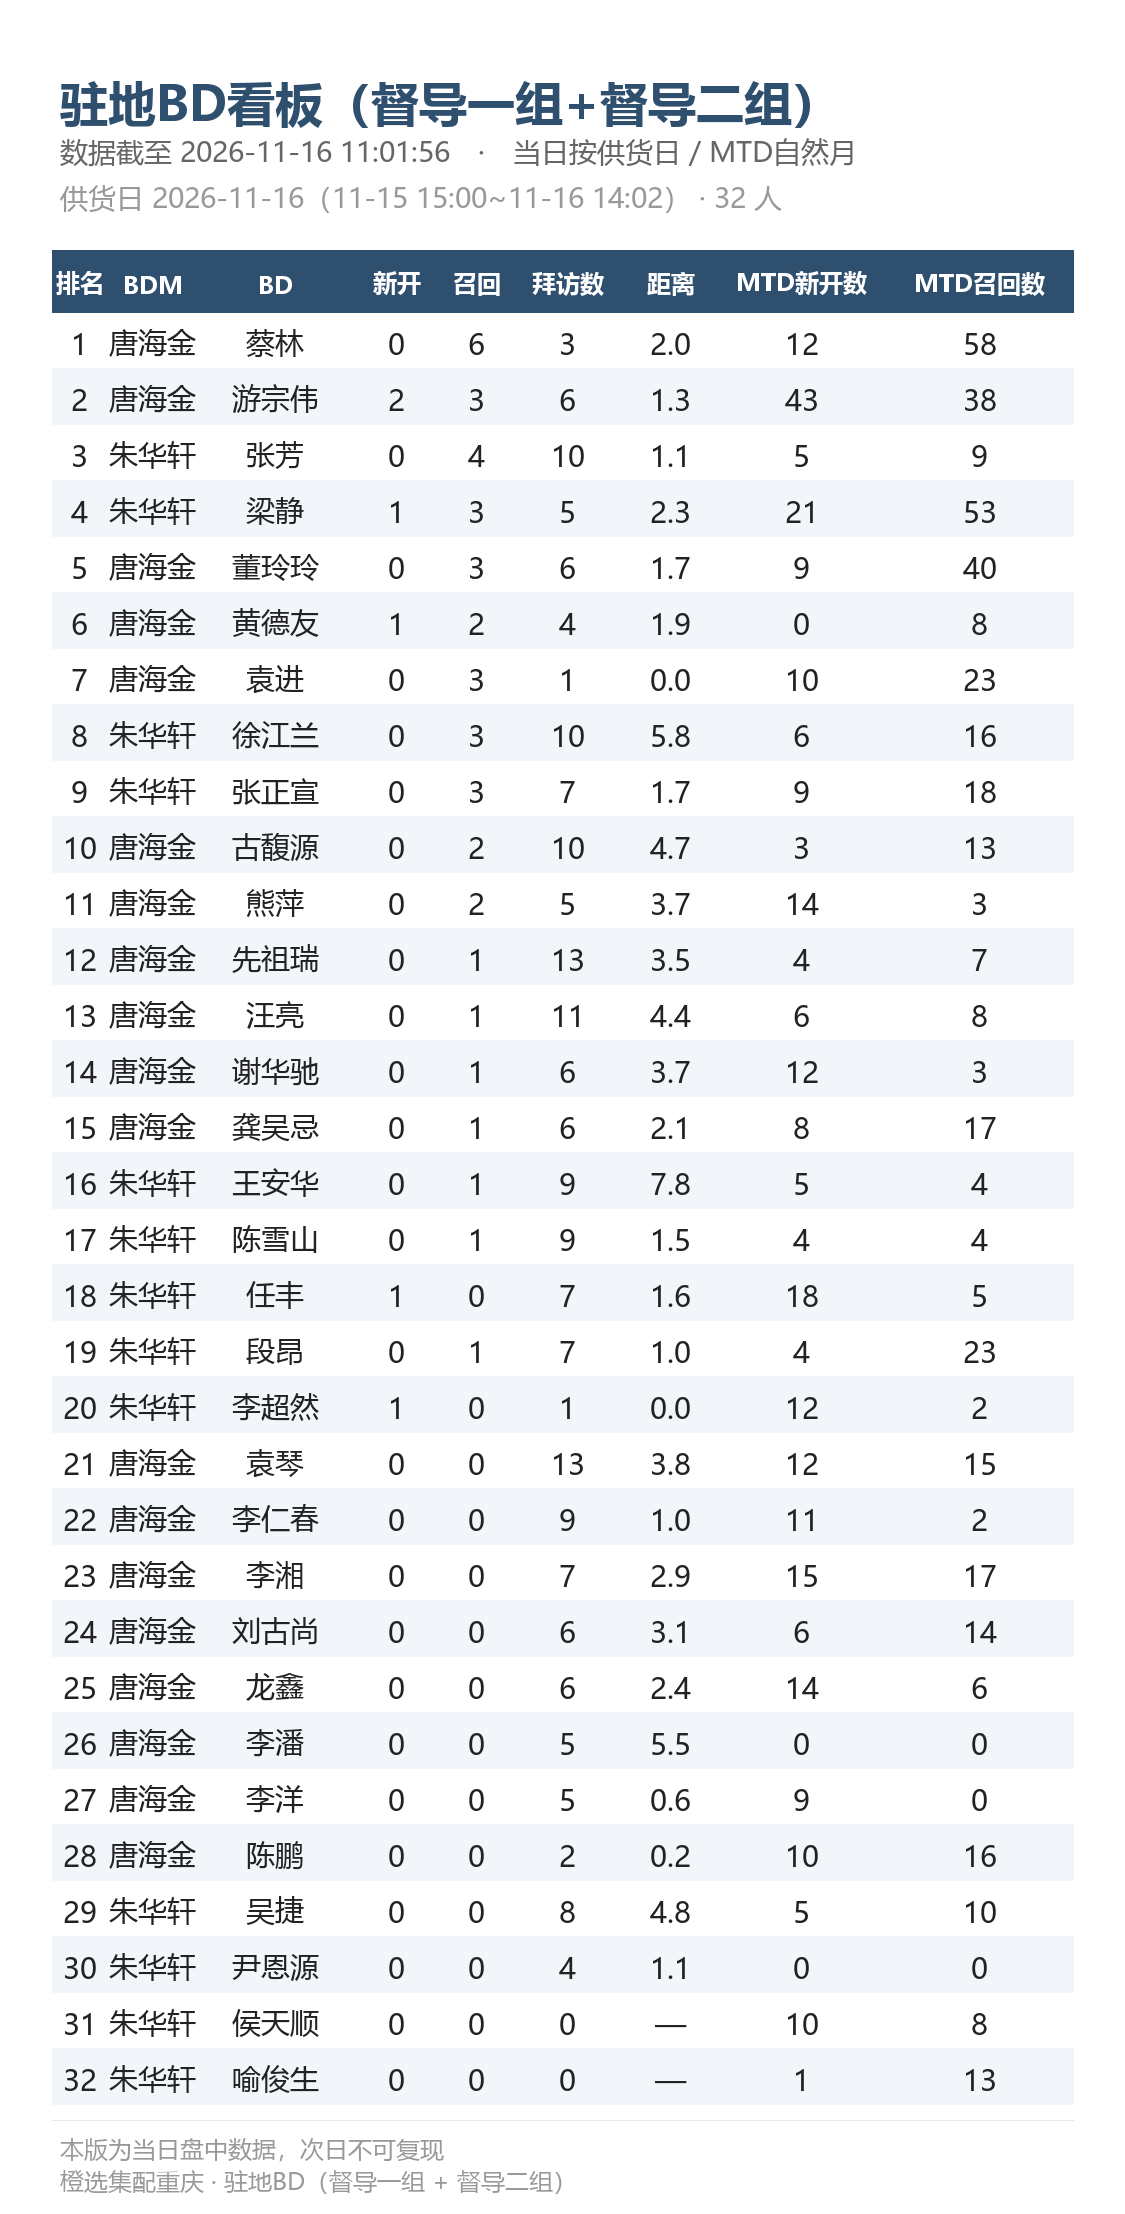 驻地BD看板（督导一组+督导二组）
数据截至 2026-11-16 11:01:56 · 当日按供货日 / MTD自然月
供货日 2026-11-16（11-15 15:00~11-16 14:02） · 32 人
排名 BDM BD 新开 召回 拜访数 距离 MTD新开数 MTD召回数
1 唐海金 蔡林 0 6 3 2.0 12 58
2 唐海金 游宗伟 2 3 6 1.3 43 38
3 朱华轩 张芳 0 4 10 1.1 5 9
4 朱华轩 梁静 1 3 5 2.3 21 53
5 唐海金 董玲玲 0 3 6 1.7 9 40
6 唐海金 黄德友 1 2 4 1.9 0 8
7 唐海金 袁进 0 3 1 0.0 10 23
8 朱华轩 徐江兰 0 3 10 5.8 6 16
9 朱华轩 张正宣 0 3 7 1.7 9 18
10 唐海金 古馥源 0 2 10 4.7 3 13
11 唐海金 熊萍 0 2 5 3.7 14 3
12 唐海金 先祖瑞 0 1 13 3.5 4 7
13 唐海金 汪亮 0 1 11 4.4 6 8
14 唐海金 谢华驰 0 1 6 3.7 12 3
15 唐海金 龚吴忌 0 1 6 2.1 8 17
16 朱华轩 王安华 0 1 9 7.8 5 4
17 朱华轩 陈雪山 0 1 9 1.5 4 4
18 朱华轩 任丰 1 0 7 1.6 18 5
19 朱华轩 段昂 0 1 7 1.0 4 23
20 朱华轩 李超然 1 0 1 0.0 12 2
21 唐海金 袁琴 0 0 13 3.8 12 15
22 唐海金 李仁春 0 0 9 1.0 11 2
23 唐海金 李湘 0 0 7 2.9 15 17
24 唐海金 刘古尚 0 0 6 3.1 6 14
25 唐海金 龙鑫 0 0 6 2.4 14 6
26 唐海金 李潘 0 0 5 5.5 0 0
27 唐海金 李洋 0 0 5 0.6 9 0
28 唐海金 陈鹏 0 0 2 0.2 10 16
29 朱华轩 吴捷 0 0 8 4.8 5 10
30 朱华轩 尹恩源 0 0 4 1.1 0 0
31 朱华轩 侯天顺 0 0 0 — 10 8
32 朱华轩 喻俊生 0 0 0 — 1 13
本版为当日盘中数据，次日不可复现
橙选集配重庆 · 驻地BD（督导一组 + 督导二组）